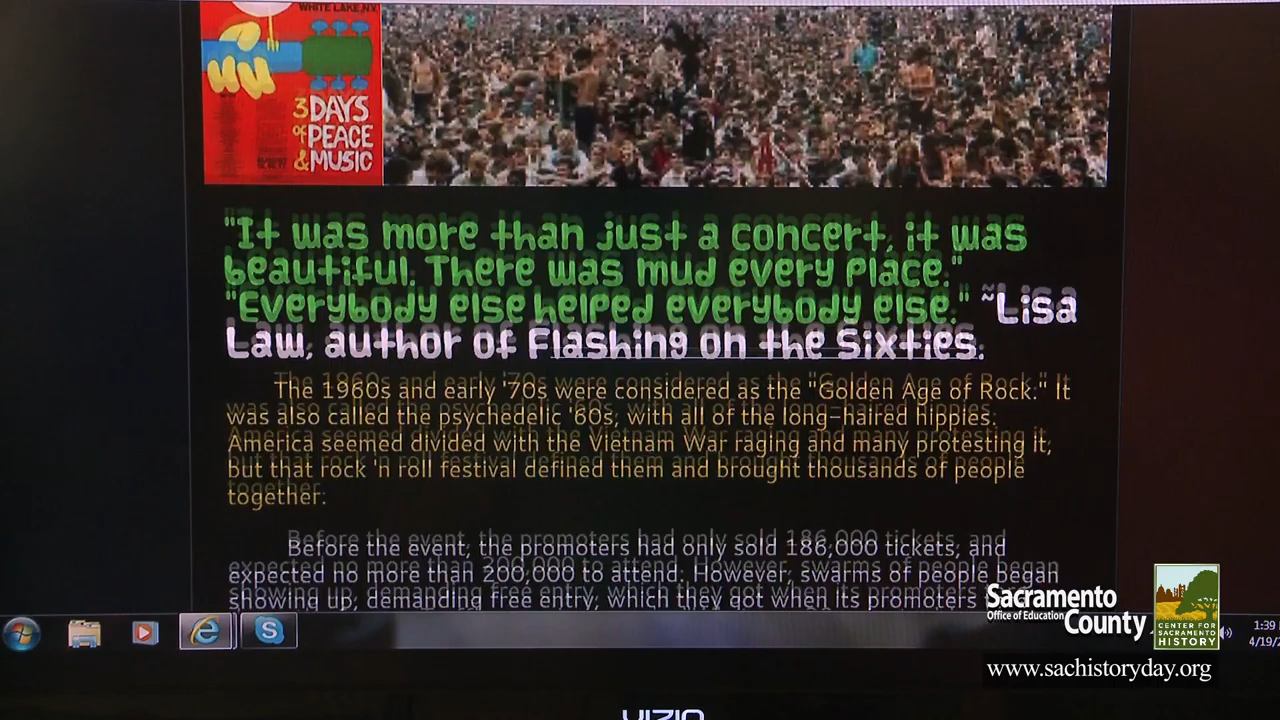 WHITE LAKE, N.Y.
3 DAYS
of PEACE
& MUSIC
"It was more than just a concert, it was
beautiful. There was mud every place."
"Everybody else helped everybody else." ~Lisa
Law, author of Flashing on the Sixties.
The 1960s and early '70s were considered as the "Golden Age of Rock." It
was also called the psychedelic '60s, with all of the long-haired hippies.
America seemed divided with the Vietnam War raging and many protesting it,
but that rock 'n roll festival defined them and brought thousands of people
together.
Before the event, the promoters had only sold 186,000 tickets, and
expected no more than 200,000 to attend. However, swarms of people began
showing up, demanding free entry, which they got when its promoters
Sacramento
Office of Education
County
CENTER FOR
SACRAMENTO
HISTORY
1:39
4/19/2
www.sachistoryday.org
VIZIO